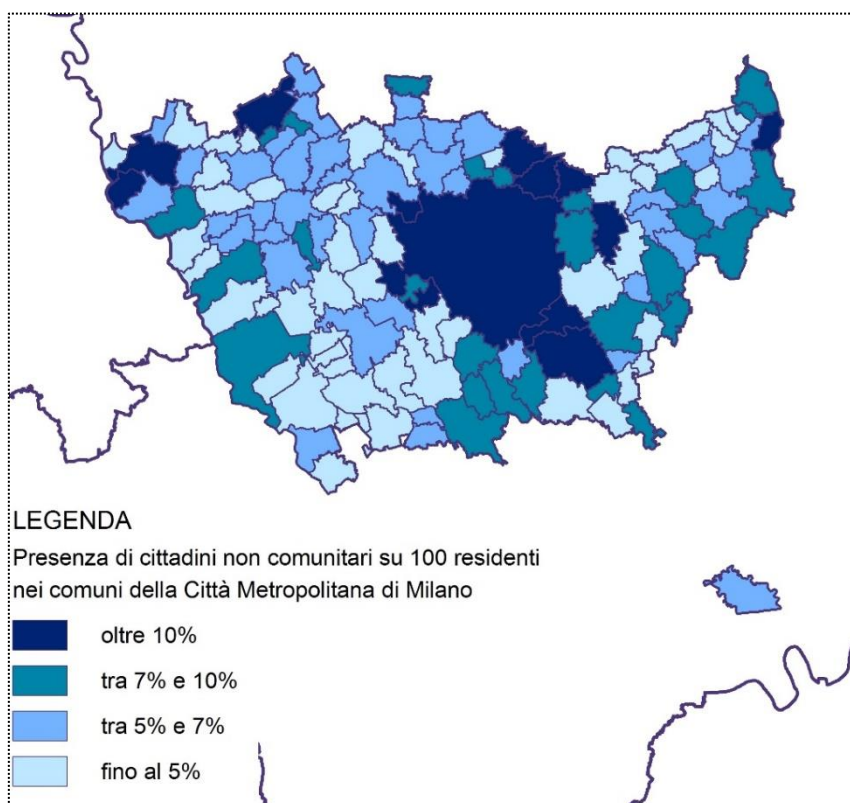 LEGENDA
Presenza di cittadini non comunitari su 100 residenti
nei comuni della Città Metropolitana di Milano
oltre 10%
tra 7% e 10%
tra 5% e 7%
fino al 5%